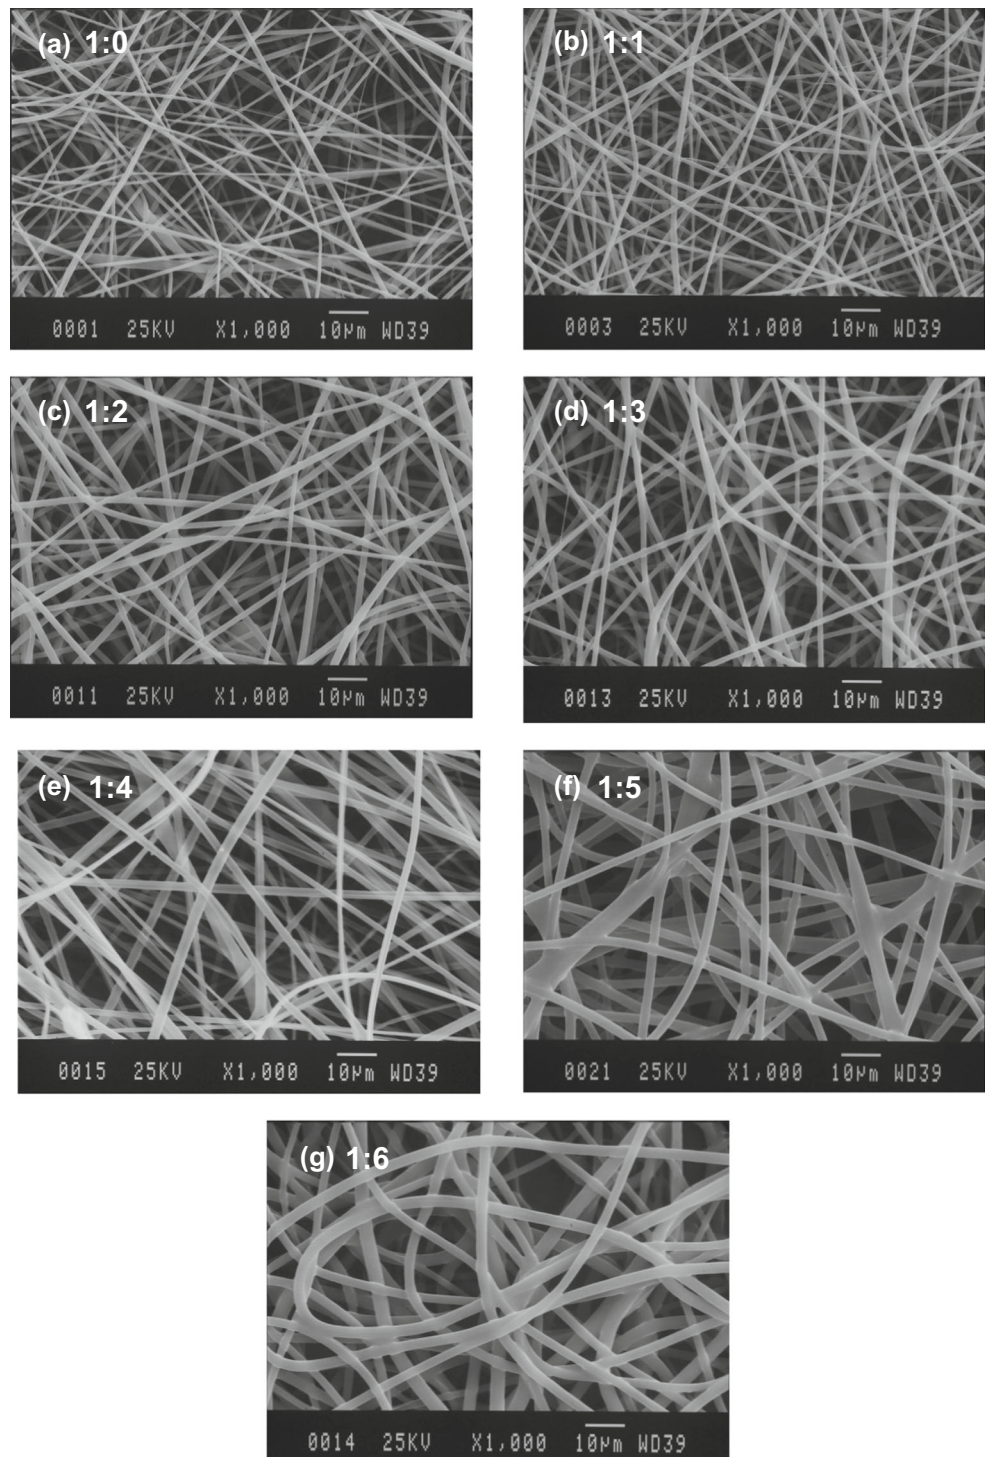 (a) 1:0
0001 25KV X1,000 10µm WD39
(b) 1:1
0003 25KV X1,000 10µm WD39
(c) 1:2
0011 25KV X1,000 10µm WD39
(d) 1:3
0013 25KV X1,000 10µm WD39
(e) 1:4
0015 25KV X1,000 10µm WD39
(f) 1:5
0021 25KV X1,000 10µm WD39
(g) 1:6
0014 25KV X1,000 10µm WD39